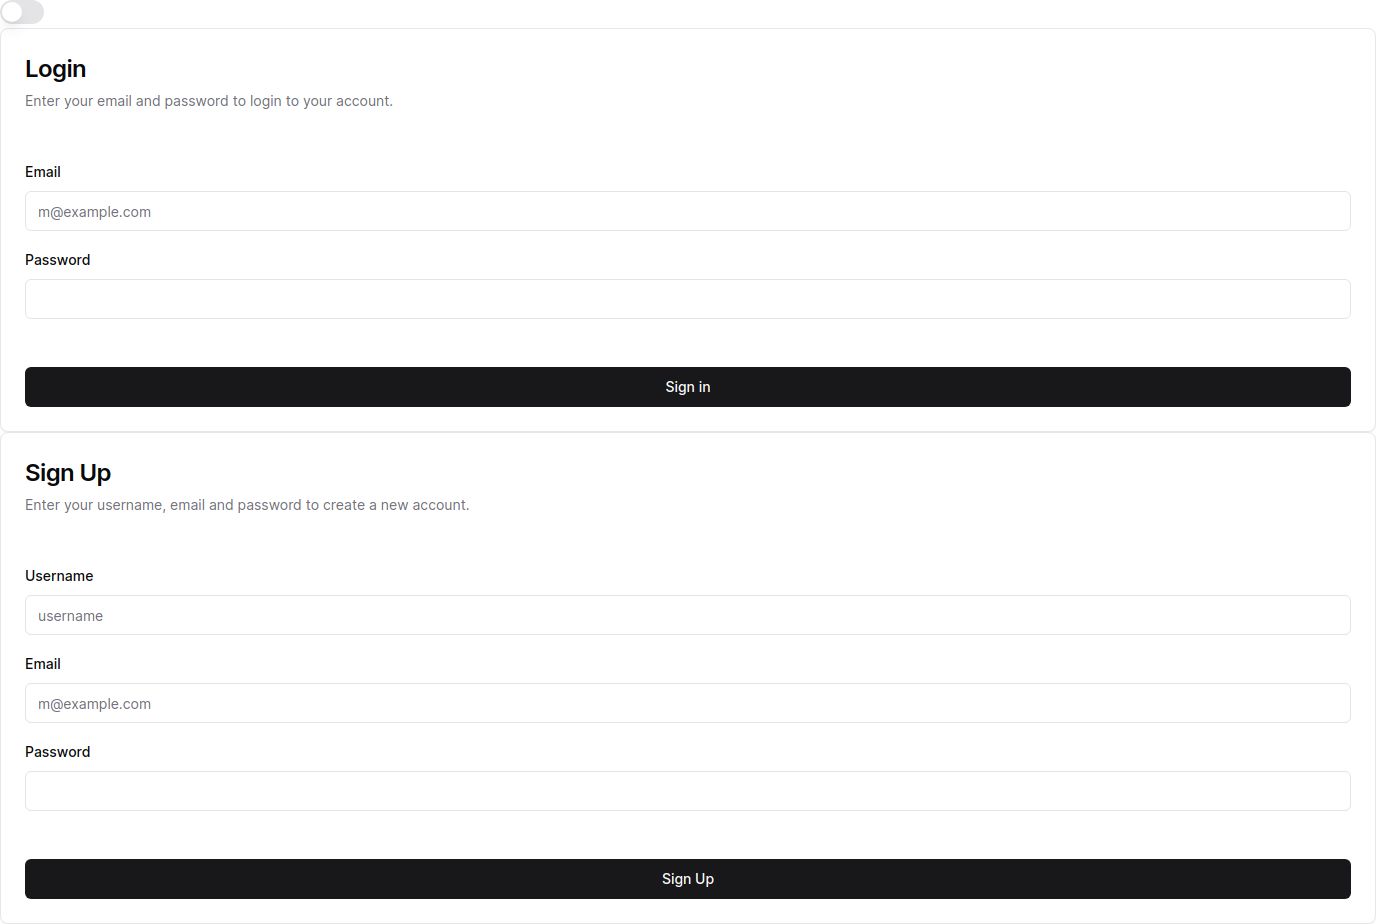 Login
Enter your email and password to login to your account.
Email
m@example.com
Password
Sign in
Sign Up
Enter your username, email and password to create a new account.
Username
username
Email
m@example.com
Password
Sign Up